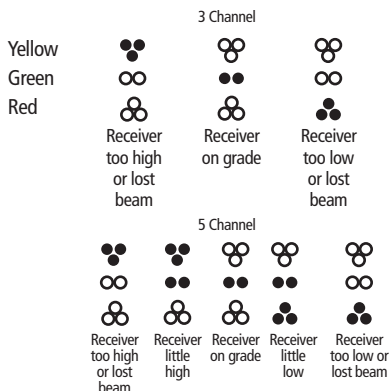 3 Channel
Yellow
Green
Red
Receiver
too high
or lost
beam
Receiver
on grade
Receiver
too low
or lost
beam
5 Channel
Receiver
too high
or lost
beam
Receiver
little
high
Receiver
on grade
Receiver
little
low
Receiver
too low or
lost beam